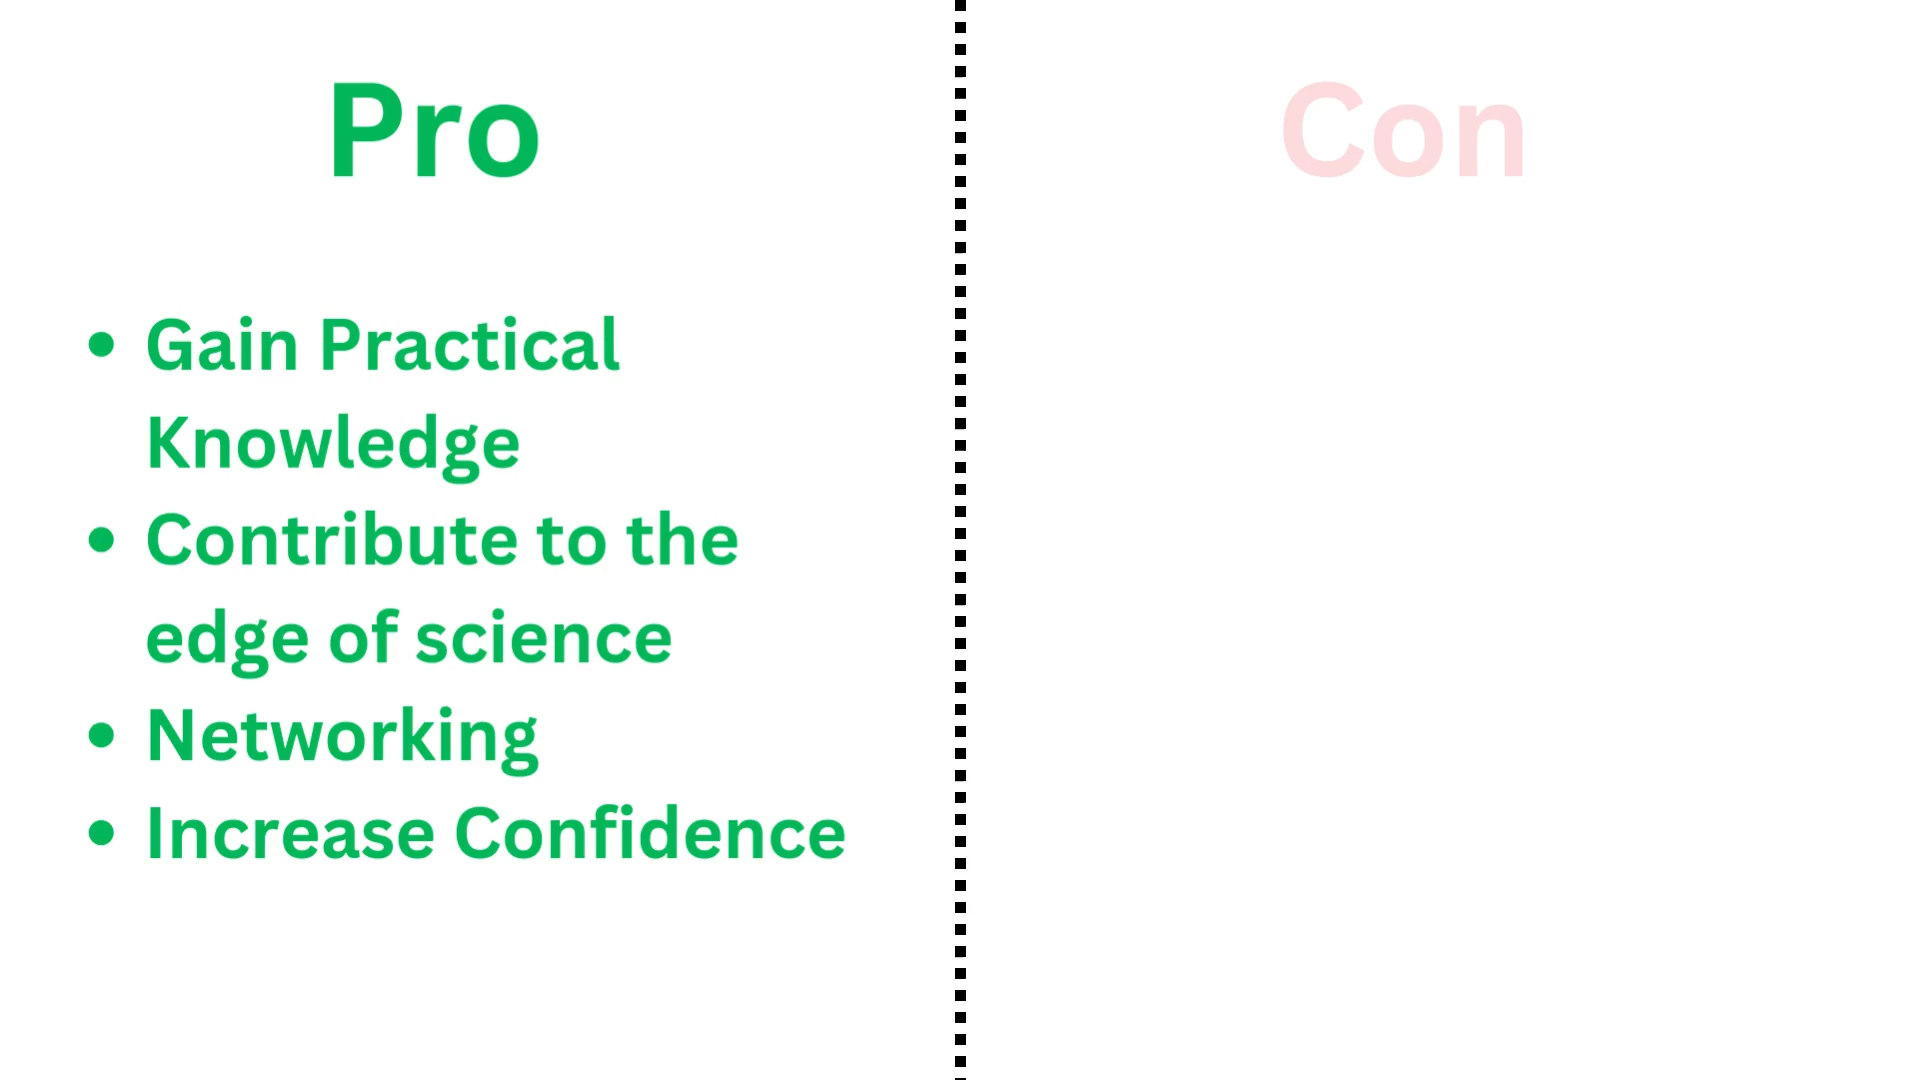 Pro
Con
• Gain Practical
Knowledge
• Contribute to the
edge of science
• Networking
• Increase Confidence